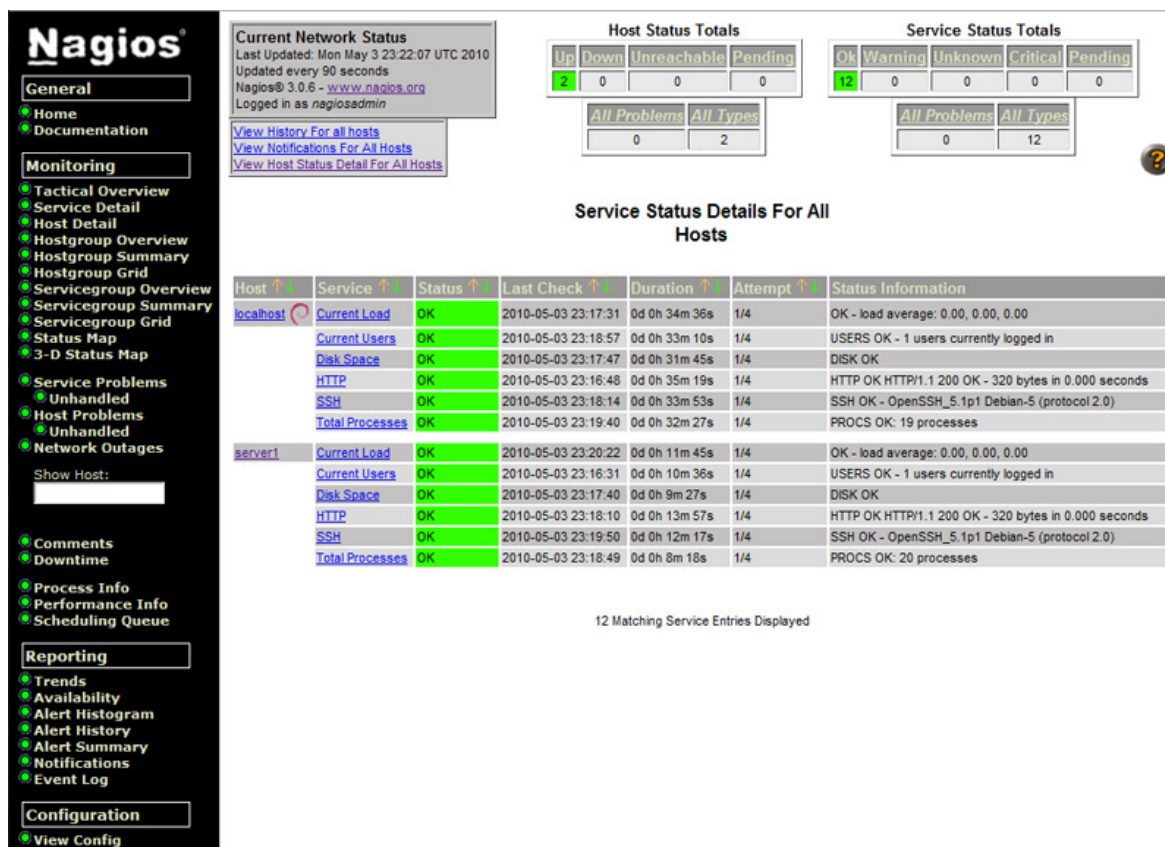 Nagios®
General
Home
Documentation
Monitoring
Tactical Overview
Service Detail
Host Detail
Hostgroup Overview
Hostgroup Summary
Hostgroup Grid
Servicegroup Overview
Servicegroup Summary
Servicegroup Grid
Status Map
3-D Status Map
Service Problems
Unhandled
Host Problems
Unhandled
Network Outages
Show Host:
Comments
Downtime
Process Info
Performance Info
Scheduling Queue
Reporting
Trends
Availability
Alert Histogram
Alert History
Alert Summary
Notifications
Event Log
Configuration
View Config
Current Network Status
Last Updated: Mon May 3 23:22:07 UTC 2010
Updated every 90 seconds
Nagios® 3.0.6 - www.nagios.org
Logged in as nagiosadmin
View History For all hosts
View Notifications For All Hosts
View Host Status Detail For All Hosts
Host Status Totals
Up Down Unreachable Pending
2 0 0 0
All Problems All Types
0 2
Service Status Totals
Ok Warning Unknown Critical Pending
12 0 0 0 0
All Problems All Types
0 12
?
Service Status Details For All
Hosts
Host Service Status Last Check Duration Attempt Status Information
localhost Current Load OK 2010-05-03 23:17:31 0d 0h 34m 36s 1/4 OK - load average: 0.00, 0.00, 0.00
Current Users OK 2010-05-03 23:18:57 0d 0h 33m 10s 1/4 USERS OK - 1 users currently logged in
Disk Space OK 2010-05-03 23:17:47 0d 0h 31m 45s 1/4 DISK OK
HTTP OK 2010-05-03 23:16:48 0d 0h 35m 19s 1/4 HTTP OK HTTP/1.1 200 OK - 320 bytes in 0.000 seconds
SSH OK 2010-05-03 23:18:14 0d 0h 33m 53s 1/4 SSH OK - OpenSSH_5.1p1 Debian-5 (protocol 2.0)
Total Processes OK 2010-05-03 23:19:40 0d 0h 32m 27s 1/4 PROCS OK: 19 processes
server1 Current Load OK 2010-05-03 23:20:22 0d 0h 11m 45s 1/4 OK - load average: 0.00, 0.00, 0.00
Current Users OK 2010-05-03 23:16:31 0d 0h 10m 36s 1/4 USERS OK - 1 users currently logged in
Disk Space OK 2010-05-03 23:17:40 0d 0h 9m 27s 1/4 DISK OK
HTTP OK 2010-05-03 23:18:10 0d 0h 13m 57s 1/4 HTTP OK HTTP/1.1 200 OK - 320 bytes in 0.000 seconds
SSH OK 2010-05-03 23:19:50 0d 0h 12m 17s 1/4 SSH OK - OpenSSH_5.1p1 Debian-5 (protocol 2.0)
Total Processes OK 2010-05-03 23:18:49 0d 0h 8m 18s 1/4 PROCS OK: 20 processes
12 Matching Service Entries Displayed